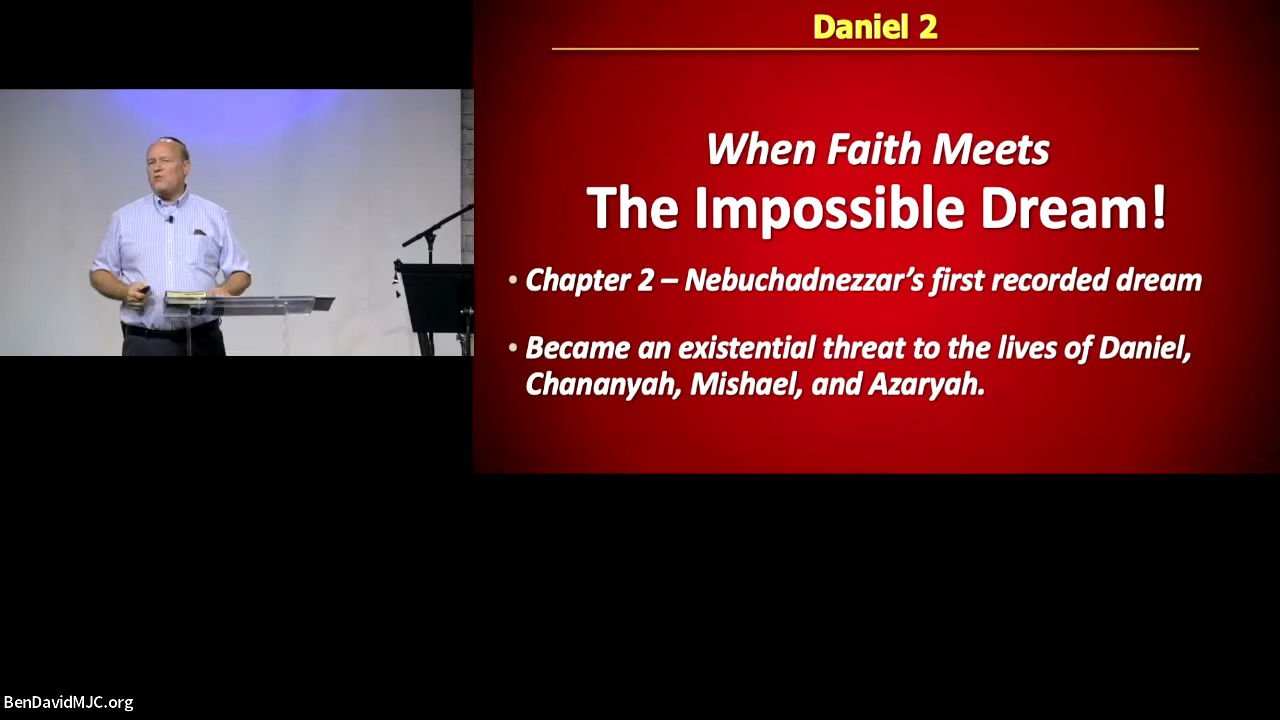 Daniel 2
When Faith Meets
The Impossible Dream!
• Chapter 2 – Nebuchadnezzar’s first recorded dream
• Became an existential threat to the lives of Daniel,
Chananyah, Mishael, and Azaryah.
BenDavidMJC.org